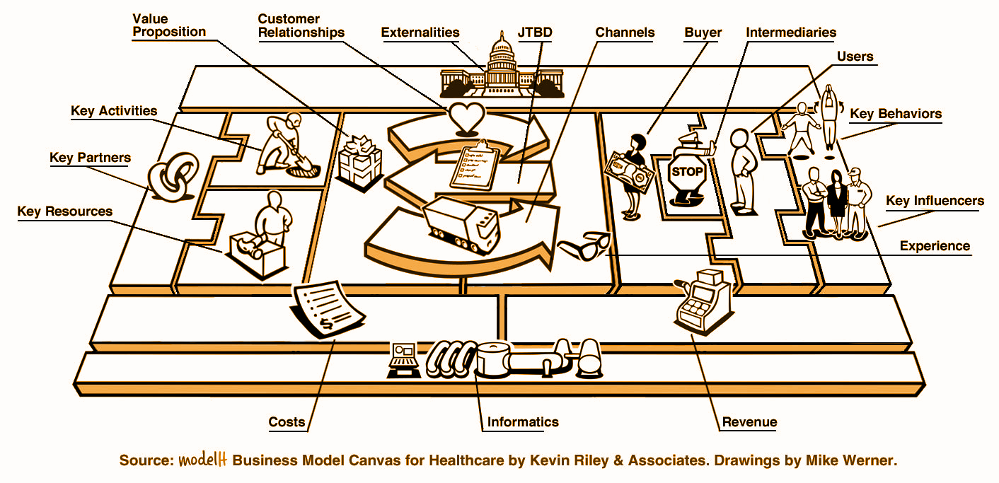 Value
Proposition
Customer
Relationships
Externalities
JTBD
Channels
Buyer
Intermediaries
Users
Key Activities
Key Behaviors
Key Partners
STOP
Key Resources
Key Influencers
Experience
$
Costs
Informatics
Revenue
Source: modelH Business Model Canvas for Healthcare by Kevin Riley & Associates. Drawings by Mike Werner.